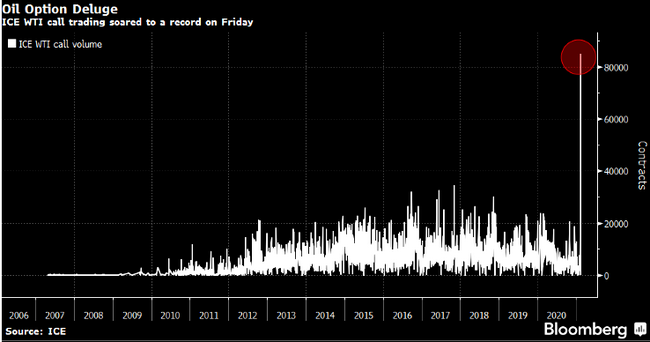 Oil Option Deluge
ICE WTI call trading soared to a record on Friday
ICE WTI call volume
80000
60000
40000
20000
0
Contracts
2006 2007 2008 2009 2010 2011 2012 2013 2014 2015 2016 2017 2018 2019 2020
Source: ICE
Bloomberg